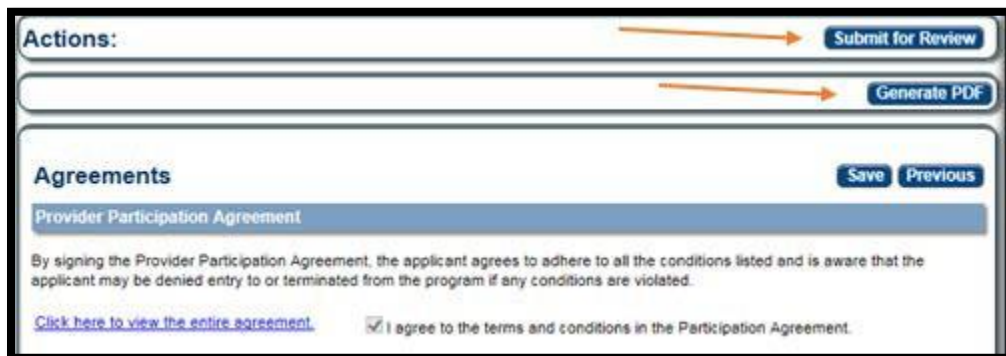 Actions:
Submit for Review
Generate PDF
Agreements
Save Previous
Provider Participation Agreement
By signing the Provider Participation Agreement, the applicant agrees to adhere to all the conditions listed and is aware that the
applicant may be denied entry to or terminated from the program if any conditions are violated.
Click here to view the entire agreement. I agree to the terms and conditions in the Participation Agreement.